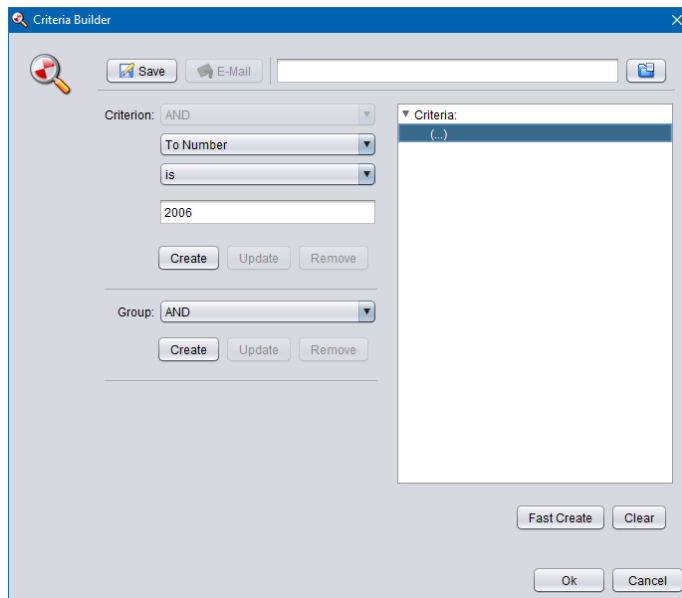 Criteria Builder
Save E-Mail
Criterion: AND
To Number
is
2006
Create Update Remove
Group: AND
Create Update Remove
Criteria:
(...)
Fast Create Clear
Ok Cancel